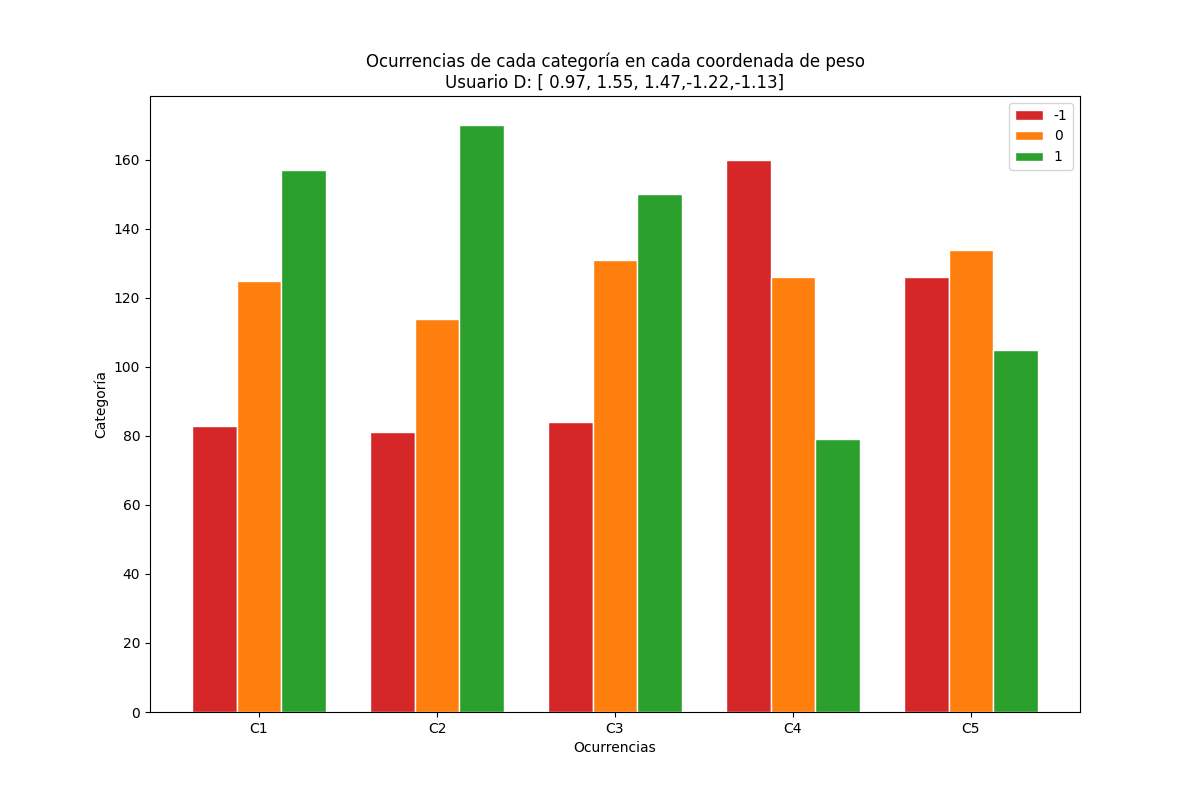 Ocurrencias de cada categoría en cada coordenada de peso
Usuario D: [ 0.97, 1.55, 1.47,-1.22,-1.13]
-1
0
1
Categoría
160
140
120
100
80
60
40
20
0
C1 C2 C3 C4 C5
Ocurrencias